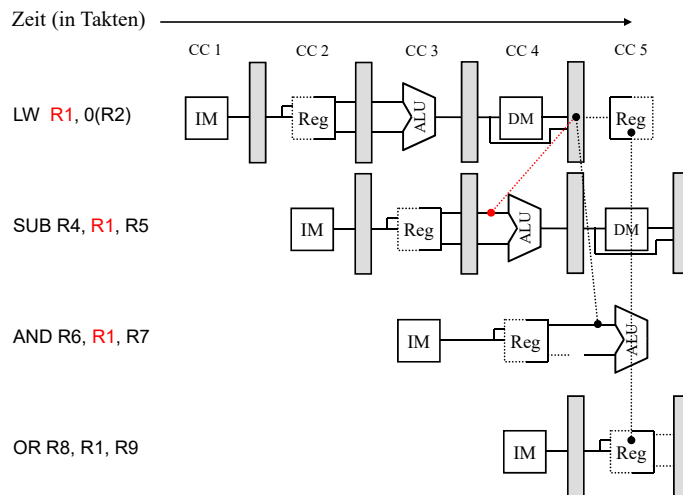 Zeit (in Takten)
CC 1 CC 2 CC 3 CC 4 CC 5
LW R1, 0(R2) IM Reg ALU DM Reg
SUB R4, R1, R5 IM Reg ALU DM
AND R6, R1, R7 IM Reg ALU
OR R8, R1, R9 IM Reg